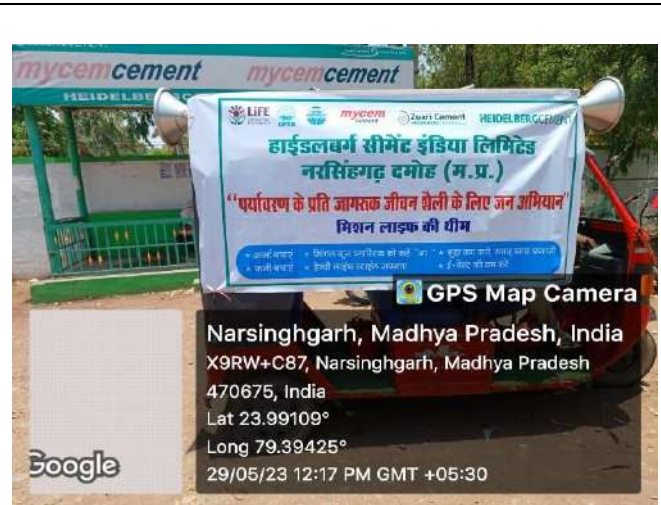 mycemcement mycemcement
HEIDELBERGC
LiFE mycem cement Zuari Cement HEIDELBERGCEMENT
हाईडलबर्ग सीमेंट इंडिया लिमिटेड
नरसिंहगढ़ दमोह (म.प्र.)
"पर्यावरण के प्रति जागरूक जीवन शैली के लिए जन अभियान"
मिशन लाइफ की थीम
GPS Map Camera
Narsinghgarh, Madhya Pradesh, India
X9RW+C87, Narsinghgarh, Madhya Pradesh
470675, India
Lat 23.99109°
Long 79.39425°
29/05/23 12:17 PM GMT +05:30
Google